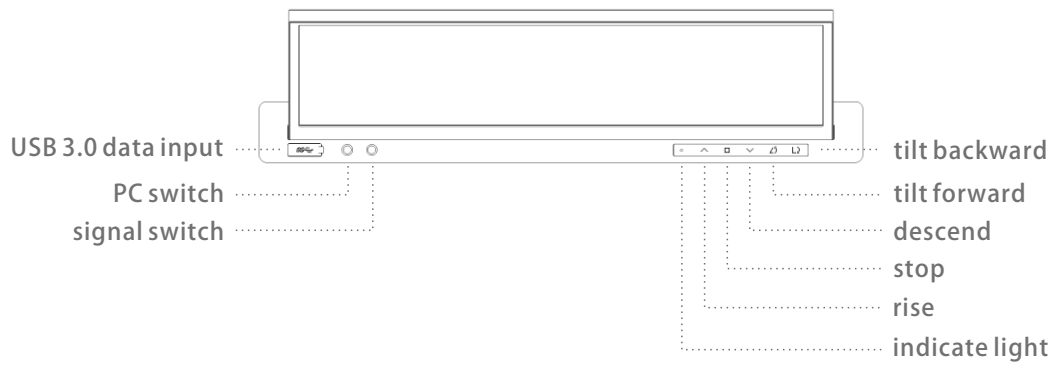 USB 3.0 data input
PC switch
signal switch
tilt backward
tilt forward
descend
stop
rise
indicate light